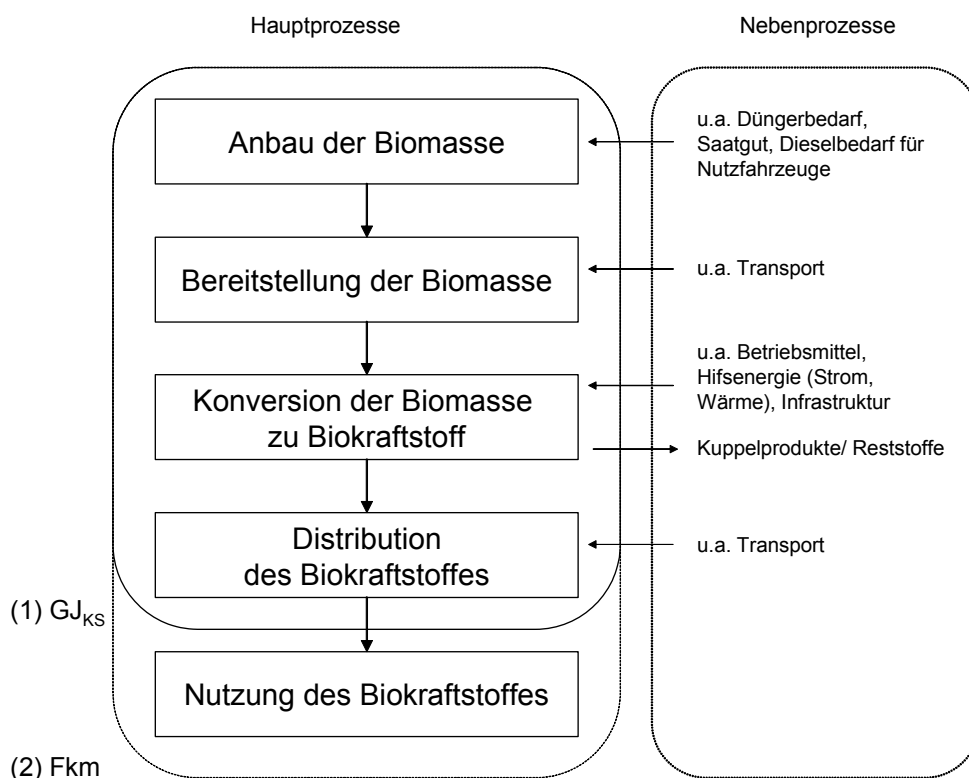 Hauptprozesse
Nebenprozesse
Anbau der Biomasse
u.a. Düngerbedarf,
Saatgut, Dieselbedarf für
Nutzfahrzeuge
Bereitstellung der Biomasse
u.a. Transport
Konversion der Biomasse
zu Biokraftstoff
u.a. Betriebsmittel,
Hifsenergie (Strom,
Wärme), Infrastruktur
Kuppelprodukte/ Reststoffe
Distribution
des Biokraftstoffes
u.a. Transport
(1) GJKS
Nutzung des Biokraftstoffes
(2) Fkm